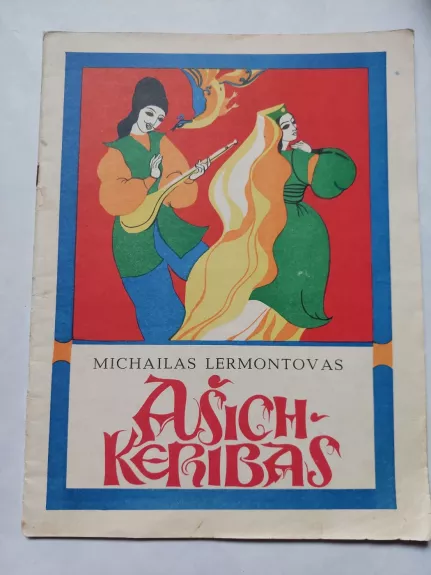 MICHAILAS LERMONTOVAS
AŠICH-
KERIBAS